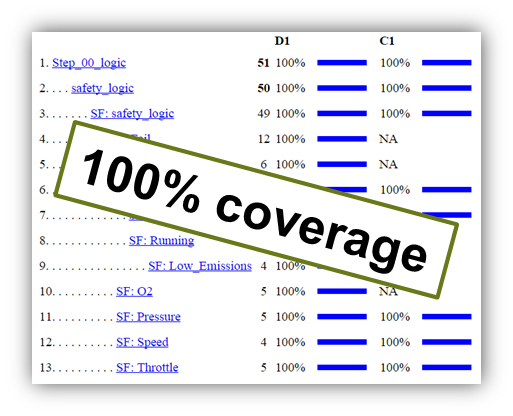 D1 C1
1. Step_00_logic 51 100% 100%
2. . . . safety_logic 50 100% 100%
3. . . . . . . SF: safety_logic 49 100% 100%
4. . . . . . . 12 100% NA
5. . . . . . 6 NA
6. 100%
7. . . . . . . . . . . .
8. . . . . . . . . . . . SF: Running
9. . . . . . . . . . . . . . . SF: Low_Emissions 4 100%
10. . . . . . . . . . SF: O2 5 100% NA
11. . . . . . . . . . SF: Pressure 5 100% 100%
12. . . . . . . . . . SF: Speed 4 100% 100%
13. . . . . . . . . . SF: Throttle 5 100% 100%
100% coverage